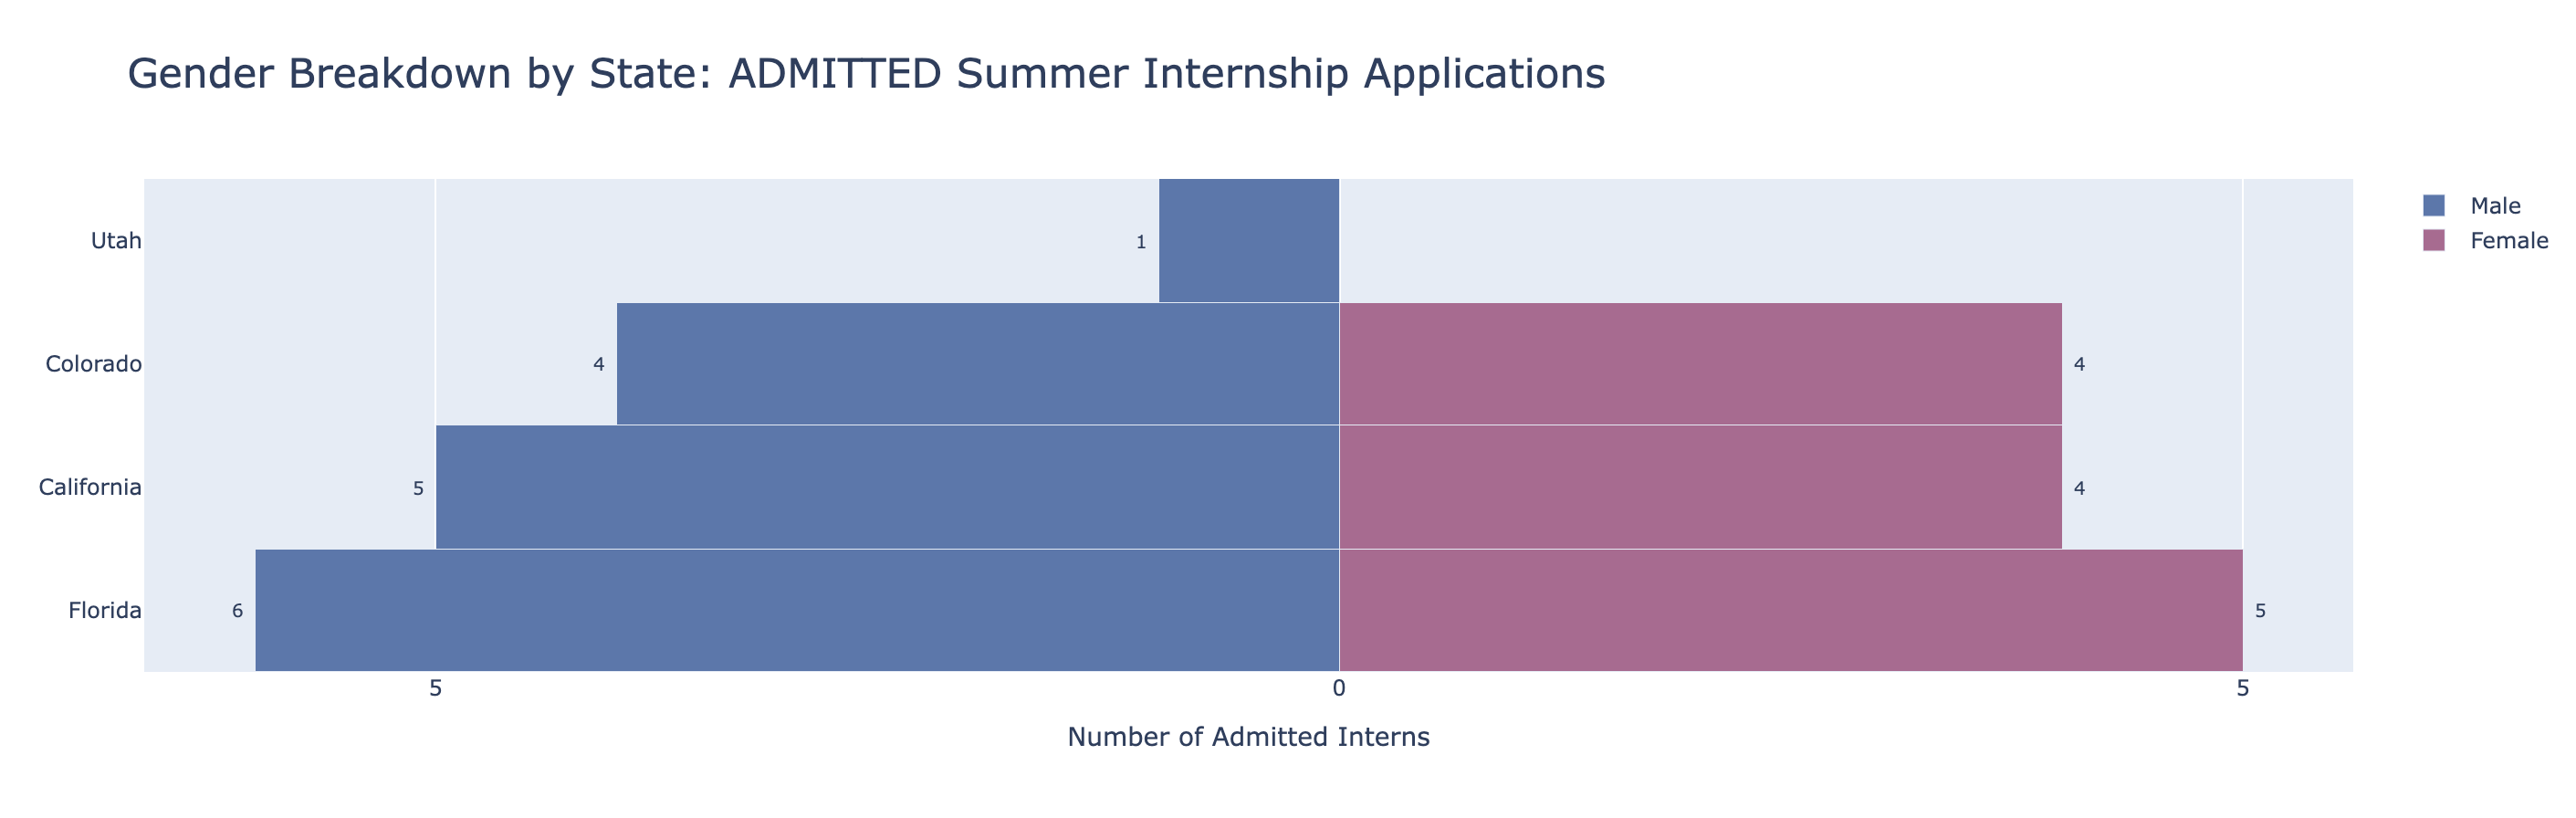 Gender Breakdown by State: ADMITTED Summer Internship Applications
Male
Female
Utah
1
Colorado
4
4
California
5
4
Florida
6
5
5
0
5
Number of Admitted Interns